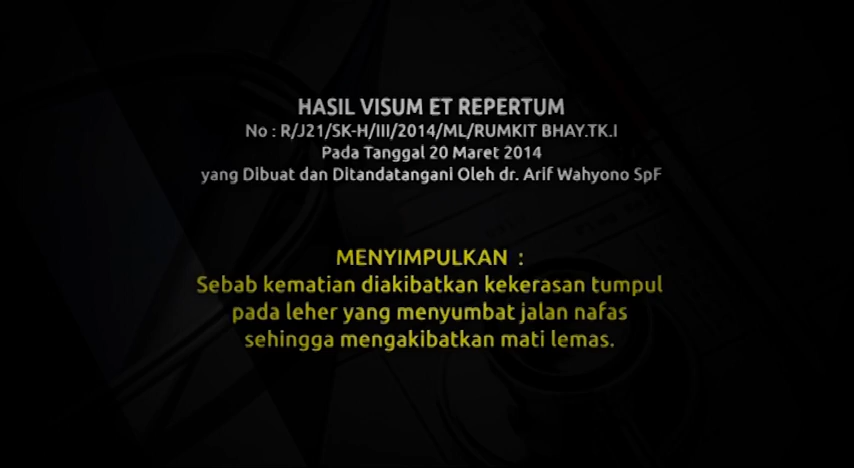 HASIL VISUM ET REPERTUM
No : R/J21/SK-H/III/2014/ML/RUMKIT BHAY.TK.I
Pada Tanggal 20 Maret 2014
yang Dibuat dan Ditandatangani Oleh dr. Arif Wahyono SpF
MENYIMPULKAN :
Sebab kematian diakibatkan kekerasan tumpul
pada leher yang menyumbat jalan nafas
sehingga mengakibatkan mati lemas.